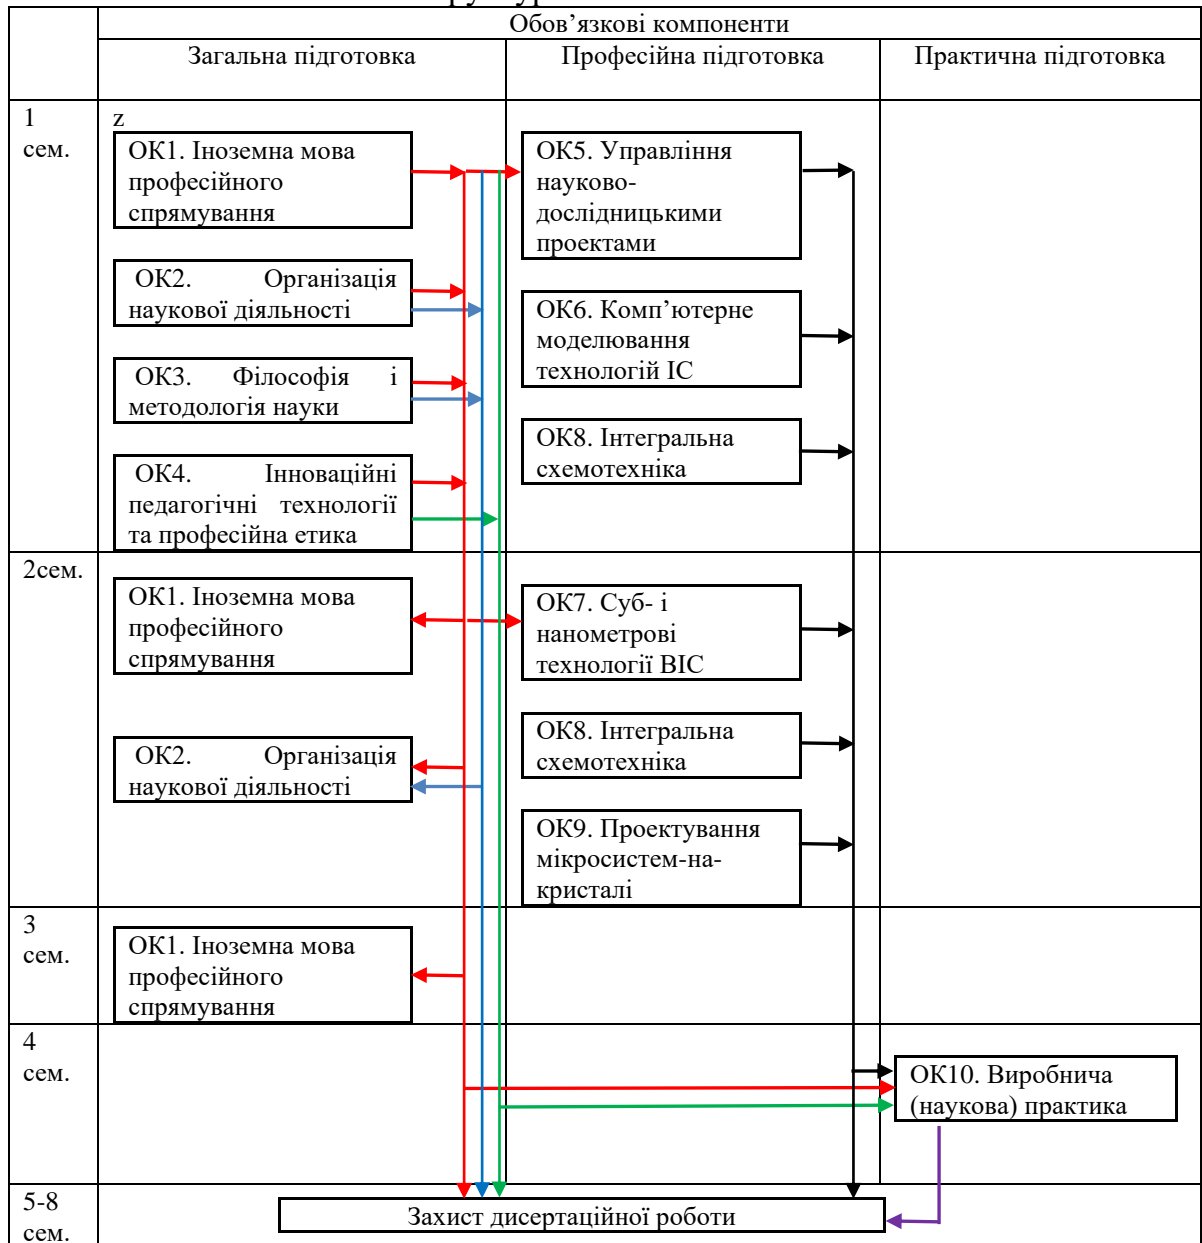 Обов’язкові компоненти
Загальна підготовка
Професійна підготовка
Практична підготовка
1
сем.
z
ОК1. Іноземна мова
професійного
спрямування
ОК2. Організація
наукової діяльності
ОК3. Філософія і
методологія науки
ОК4. Інноваційні
педагогічні технології
та професійна етика
ОК5. Управління
науково-
дослідницькими
проектами
ОК6. Комп’ютерне
моделювання
технологій ІС
ОК8. Інтегральна
схемотехніка
2сем.
ОК1. Іноземна мова
професійного
спрямування
ОК2. Організація
наукової діяльності
ОК7. Суб- і
нанометрові
технології ВІС
ОК8. Інтегральна
схемотехніка
ОК9. Проектування
мікросистем-на-
кристалі
3
сем.
ОК1. Іноземна мова
професійного
спрямування
4
сем.
ОК10. Виробнича
(наукова) практика
5-8
сем.
Захист дисертаційної роботи